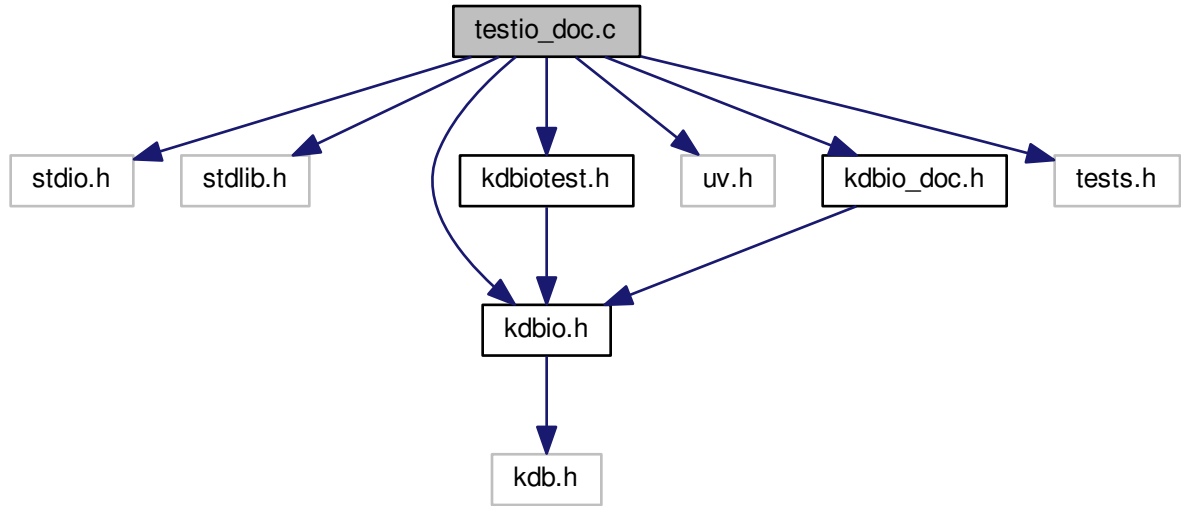 testio_doc.c
stdio.h
stdlib.h
kdbiotest.h
uv.h
kdbio_doc.h
tests.h
kdbio.h
kdb.h